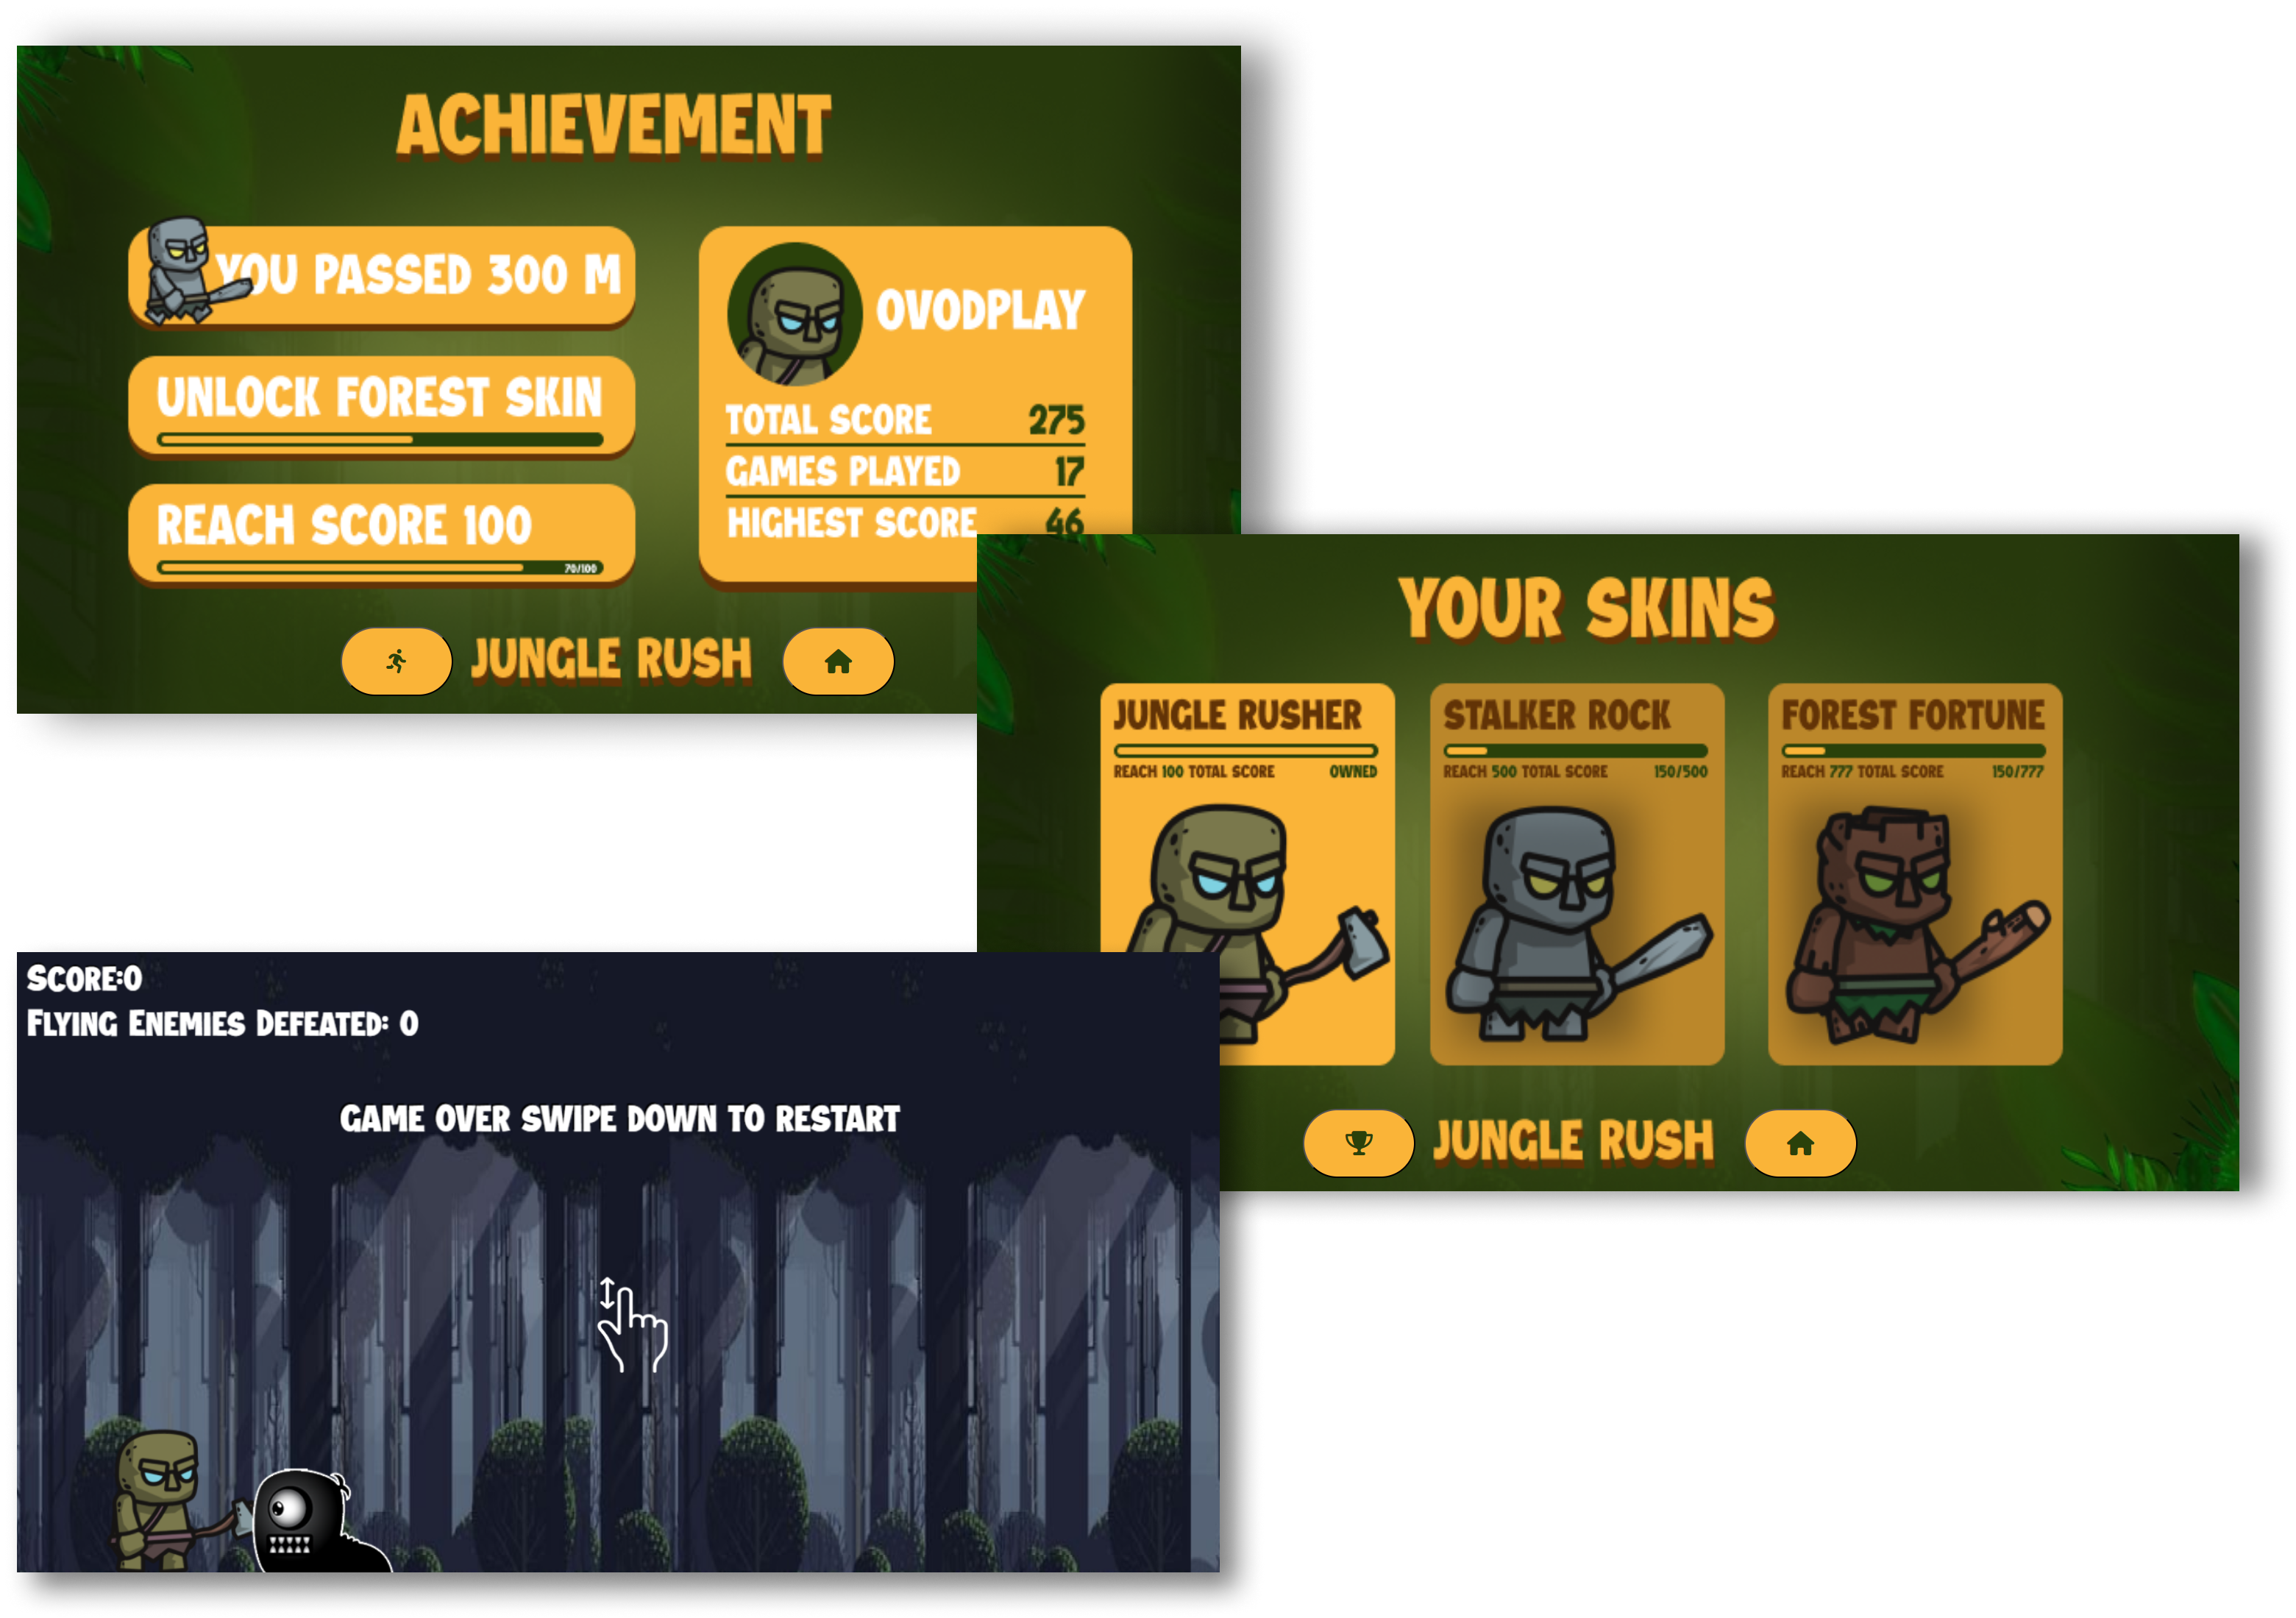 ACHIEVEMENT
YOU PASSED 300 M
UNLOCK FOREST SKIN
REACH SCORE 100
70/100
OVODPLAY
TOTAL SCORE 275
GAMES PLAYED 17
HIGHEST SCORE 46
JUNGLE RUSH
YOUR SKINS
JUNGLE RUSHER
REACH 100 TOTAL SCORE OWNED
STALKER ROCK
REACH 500 TOTAL SCORE 150/500
FOREST FORTUNE
REACH 777 TOTAL SCORE 150/777
JUNGLE RUSH
SCORE:0
FLYING ENEMIES DEFEATED: 0
GAME OVER SWIPE DOWN TO RESTART